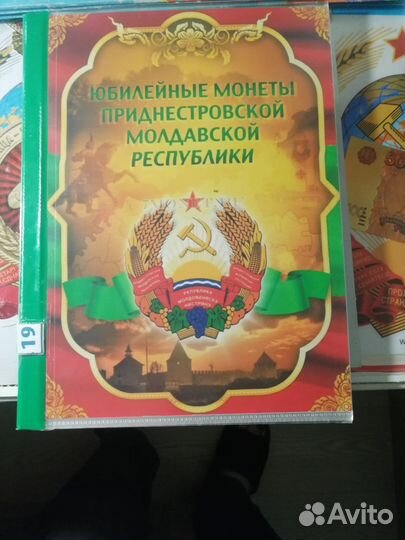 ЮБИЛЕЙНЫЕ МОНЕТЫ
ПРИДНЕСТРОВСКОЙ
МОЛДАВСКОЙ
РЕСПУБЛИКИ
19
Avito